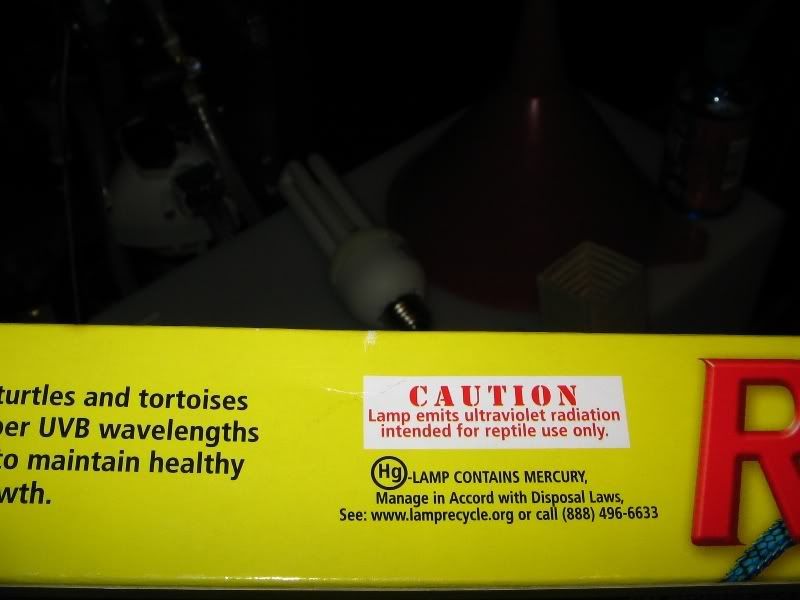 turtles and tortoises
per UVB wavelengths
to maintain healthy
wth.
CAUTION
Lamp emits ultraviolet radiation
intended for reptile use only.
Hg-LAMP CONTAINS MERCURY,
Manage in Accord with Disposal Laws,
See: www.lamprecycle.org or call (888) 496-6633
R